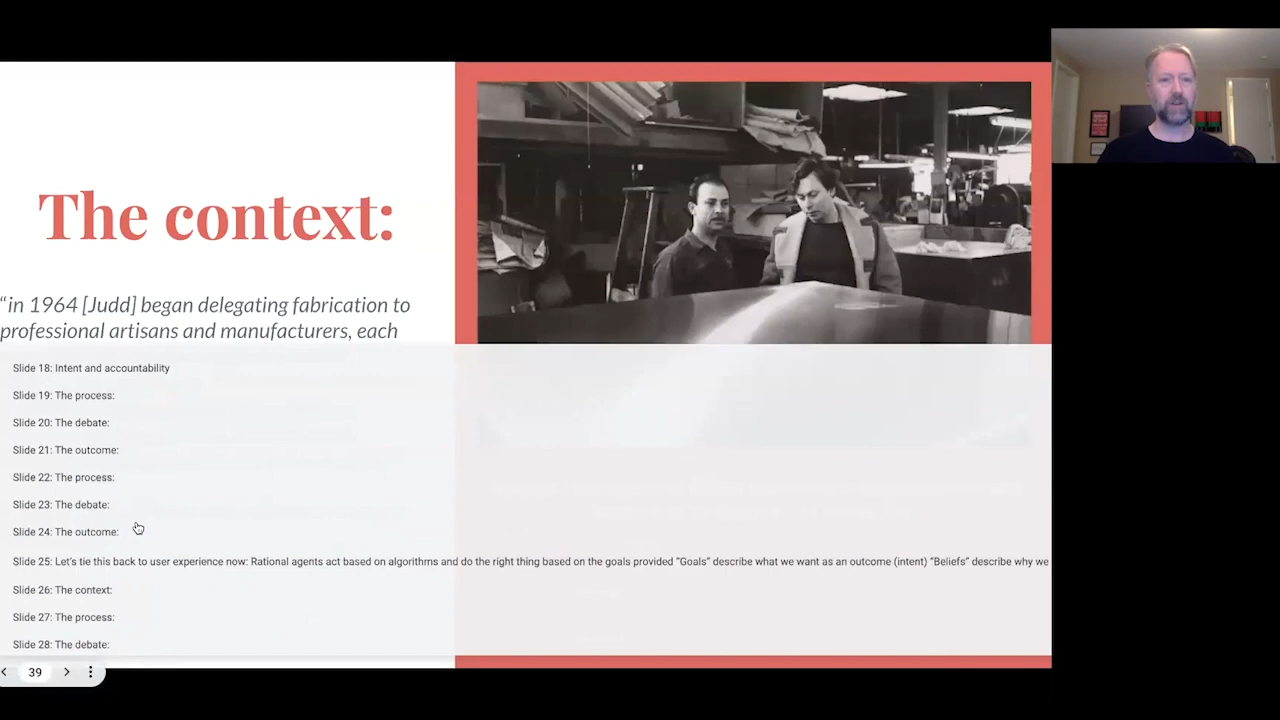 The context:
“in 1964 [Judd] began delegating fabrication to
professional artisans and manufacturers, each
Slide 18: Intent and accountability
Slide 19: The process:
Slide 20: The debate:
Slide 21: The outcome:
Slide 22: The process:
Slide 23: The debate:
Slide 24: The outcome:
Slide 25: Let's tie this back to user experience now: Rational agents act based on algorithms and do the right thing based on the goals provided “Goals” describe what we want as an outcome (intent) “Beliefs” describe why we
Slide 26: The context:
Slide 27: The process:
Slide 28: The debate:
39